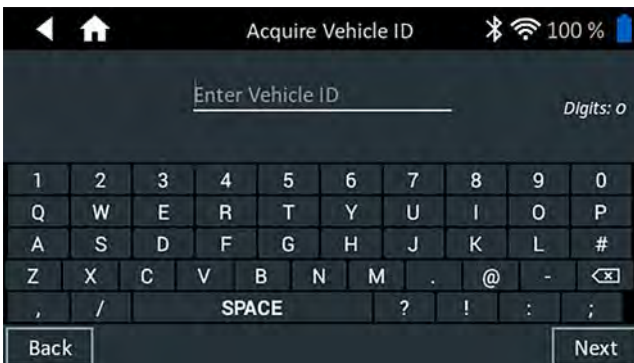 Acquire Vehicle ID 100 %
Enter Vehicle ID
Digits: 0
1 2 3 4 5 6 7 8 9 0
Q W E R T Y U I O P
A S D F G H J K L #
Z X C V B N M . @ -
, / SPACE ? ! : ;
Back Next